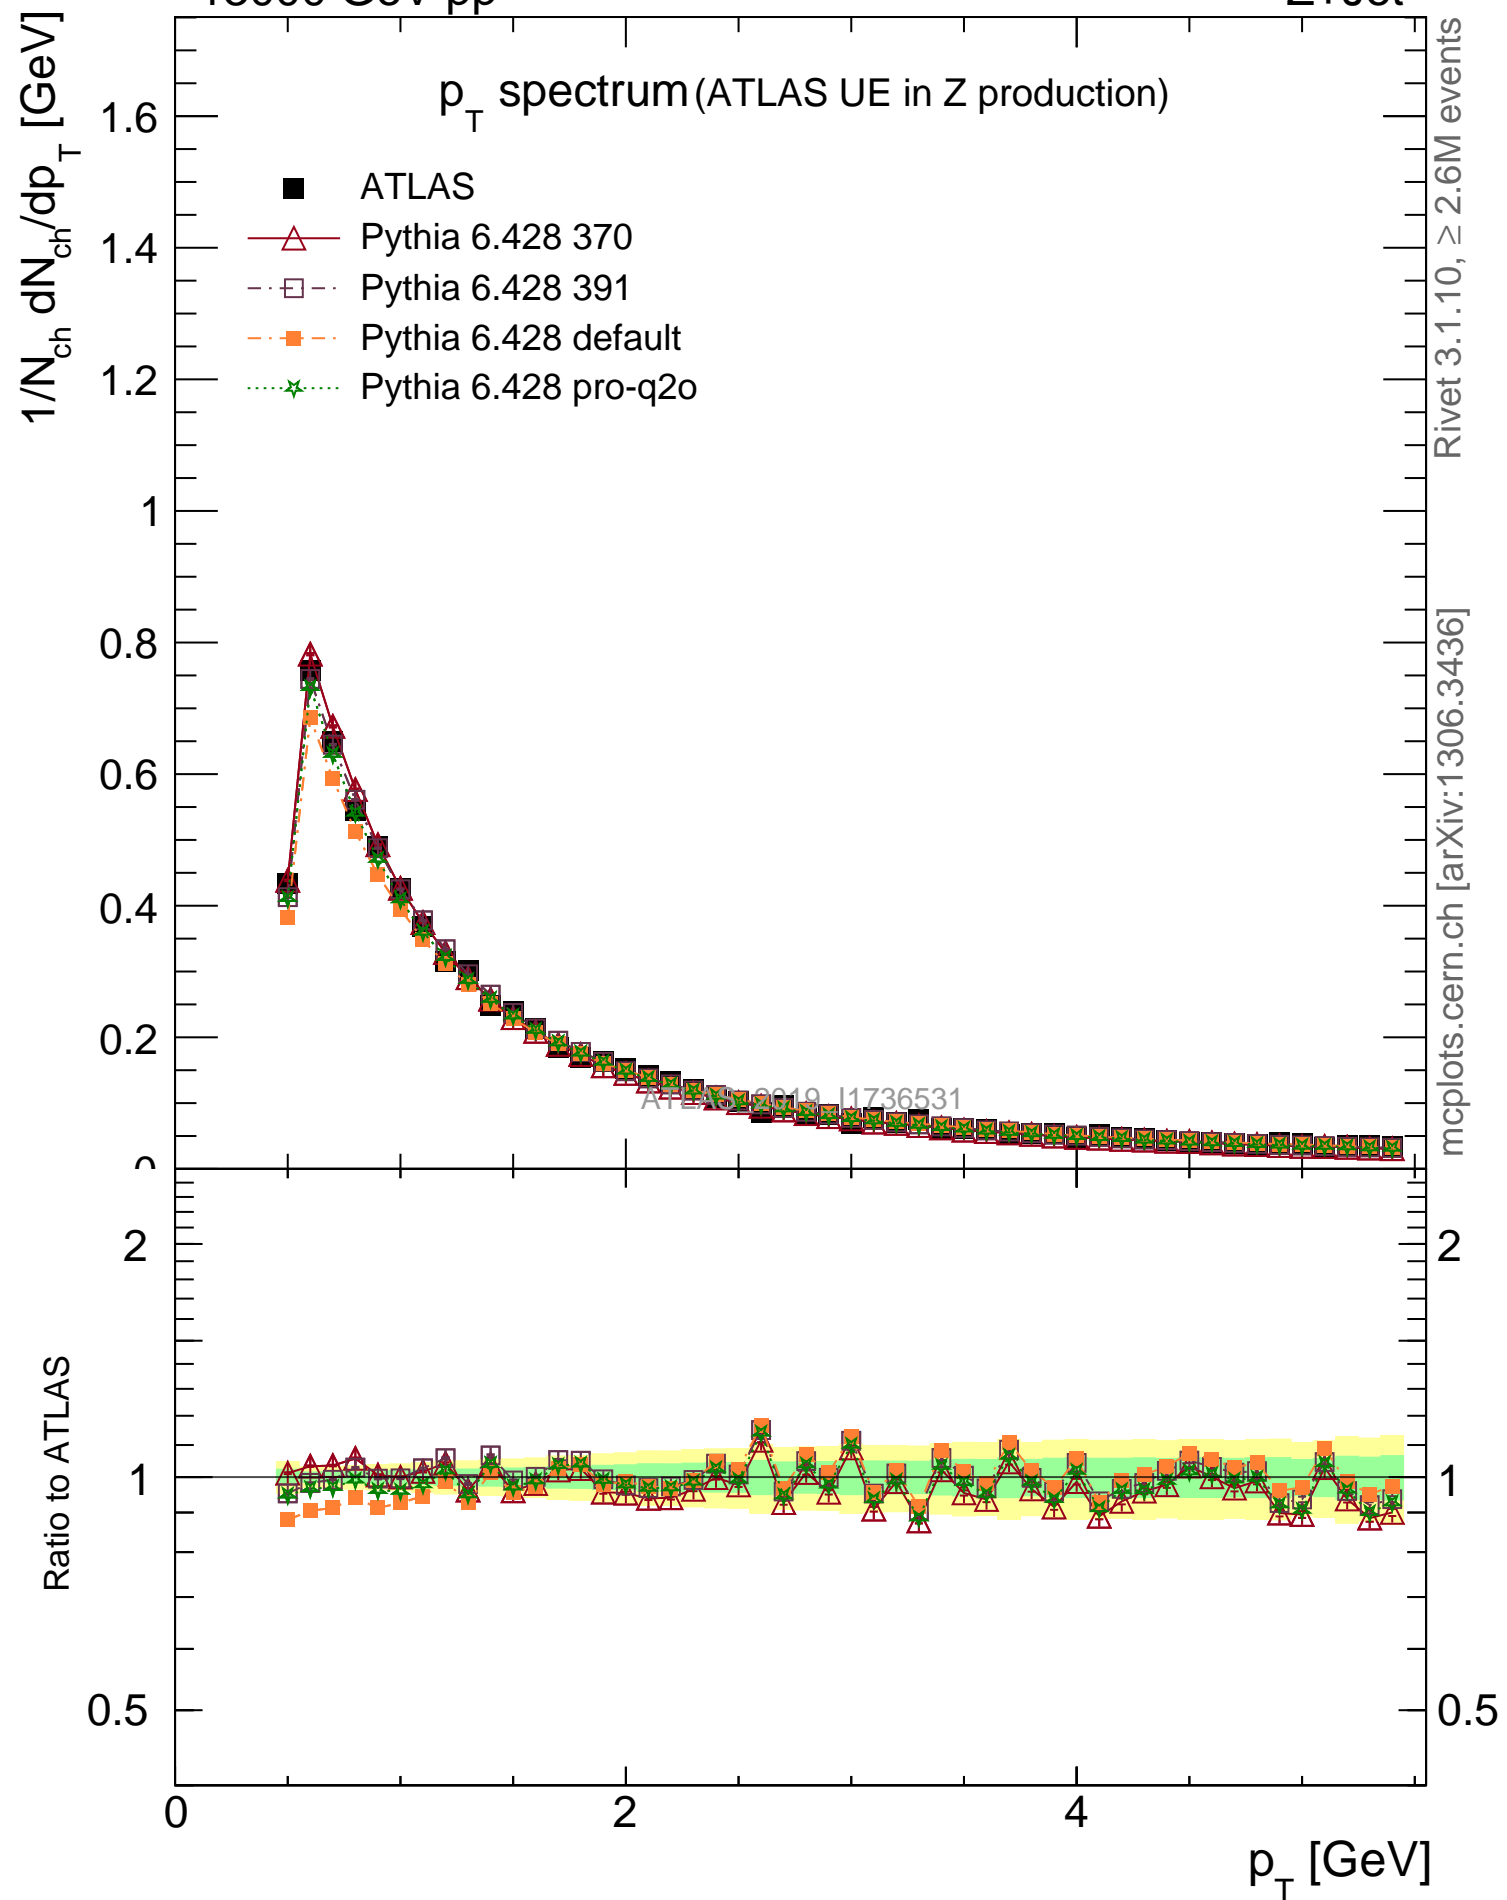 p_T spectrum (ATLAS UE in Z production)
ATLAS
Pythia 6.428 370
Pythia 6.428 391
Pythia 6.428 default
Pythia 6.428 pro-q2o
1/N_ch dN_ch/dp_T [GeV]
1.6
1.4
1.2
1
0.8
0.6
0.4
0.2
0
ATLAS_2019_I1736531
Rivet 3.1.10, ≥ 2.6M events
mcplots.cern.ch [arXiv:1306.3436]
Ratio to ATLAS
2
1
0.5
2
1
0.5
0
2
4
p_T [GeV]